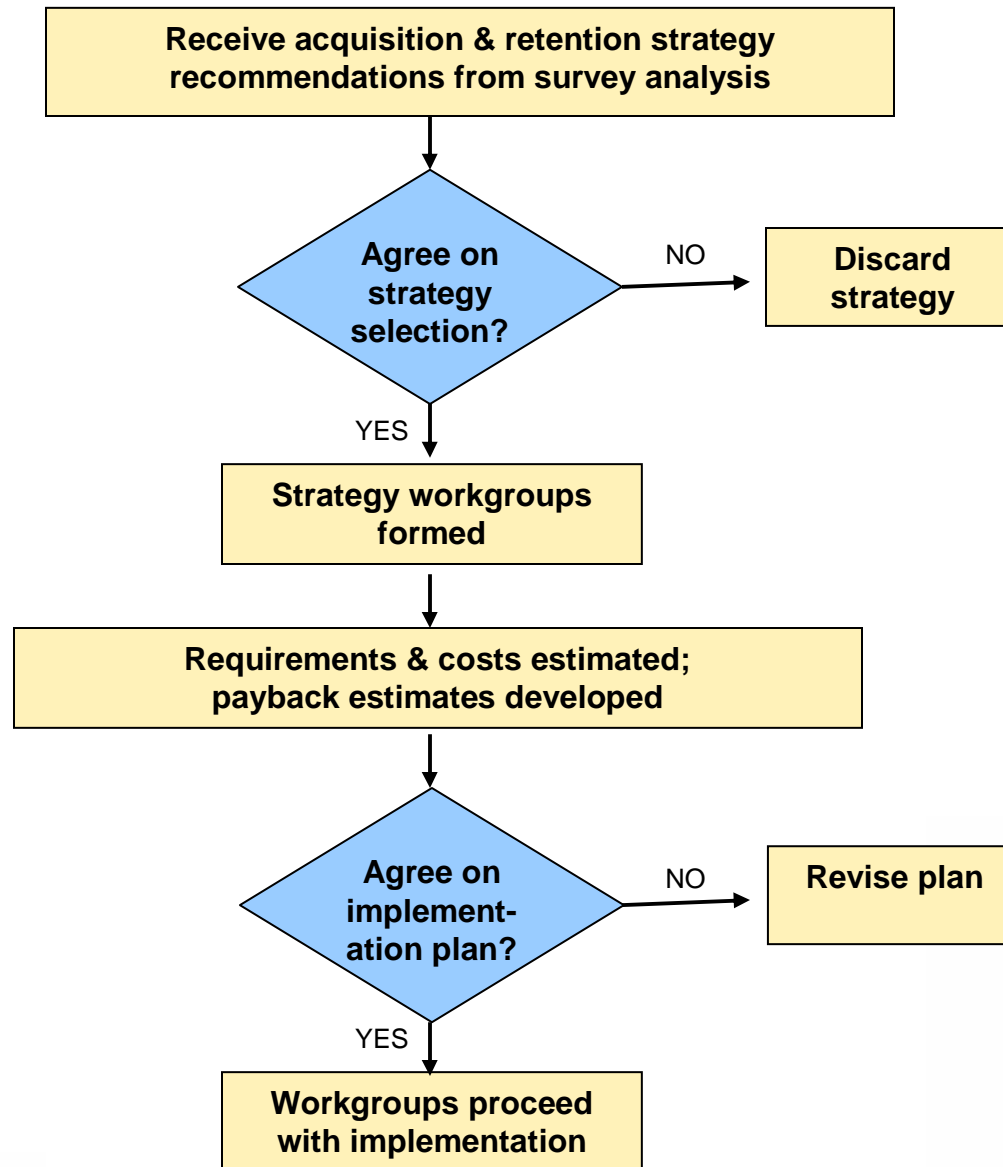 Receive acquisition & retention strategy
recommendations from survey analysis
Agree on
strategy
selection?
NO
Discard
strategy
YES
Strategy workgroups
formed
Requirements & costs estimated;
payback estimates developed
Agree on
implement-
ation plan?
NO
Revise plan
YES
Workgroups proceed
with implementation